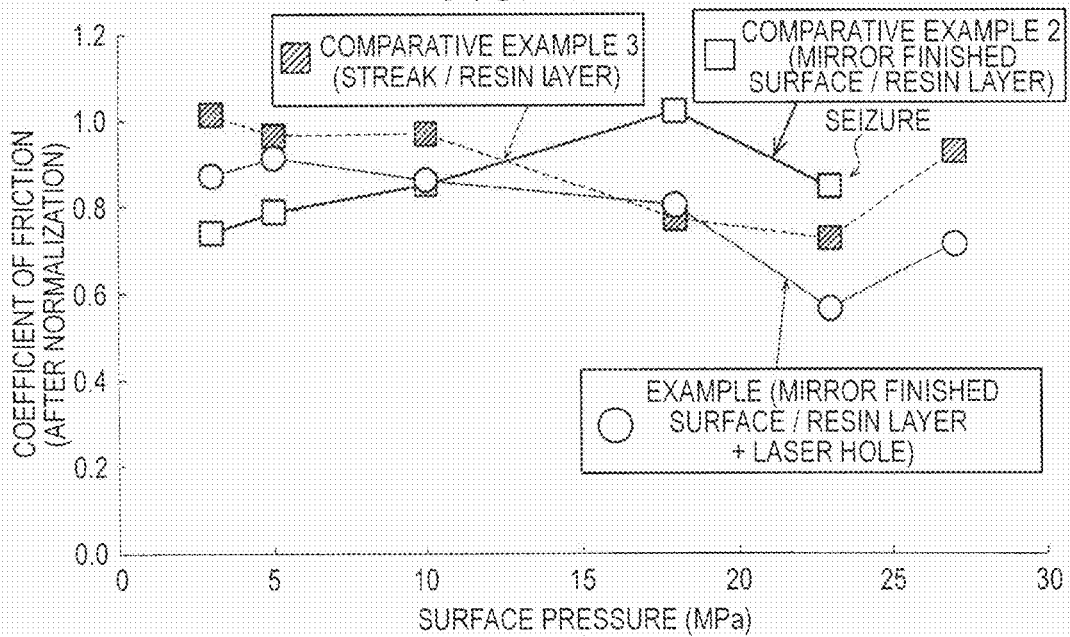 1.2
1.0
0.8
0.6
0.4
0.2
0.0
COEFFICIENT OF FRICTION
(AFTER NORMALIZATION)
COMPARATIVE EXAMPLE 3
(STREAK / RESIN LAYER)
COMPARATIVE EXAMPLE 2
(MIRROR FINISHED
SURFACE / RESIN LAYER)
SEIZURE
EXAMPLE (MIRROR FINISHED
SURFACE / RESIN LAYER
+ LASER HOLE)
0 5 10 15 20 25 30
SURFACE PRESSURE (MPa)